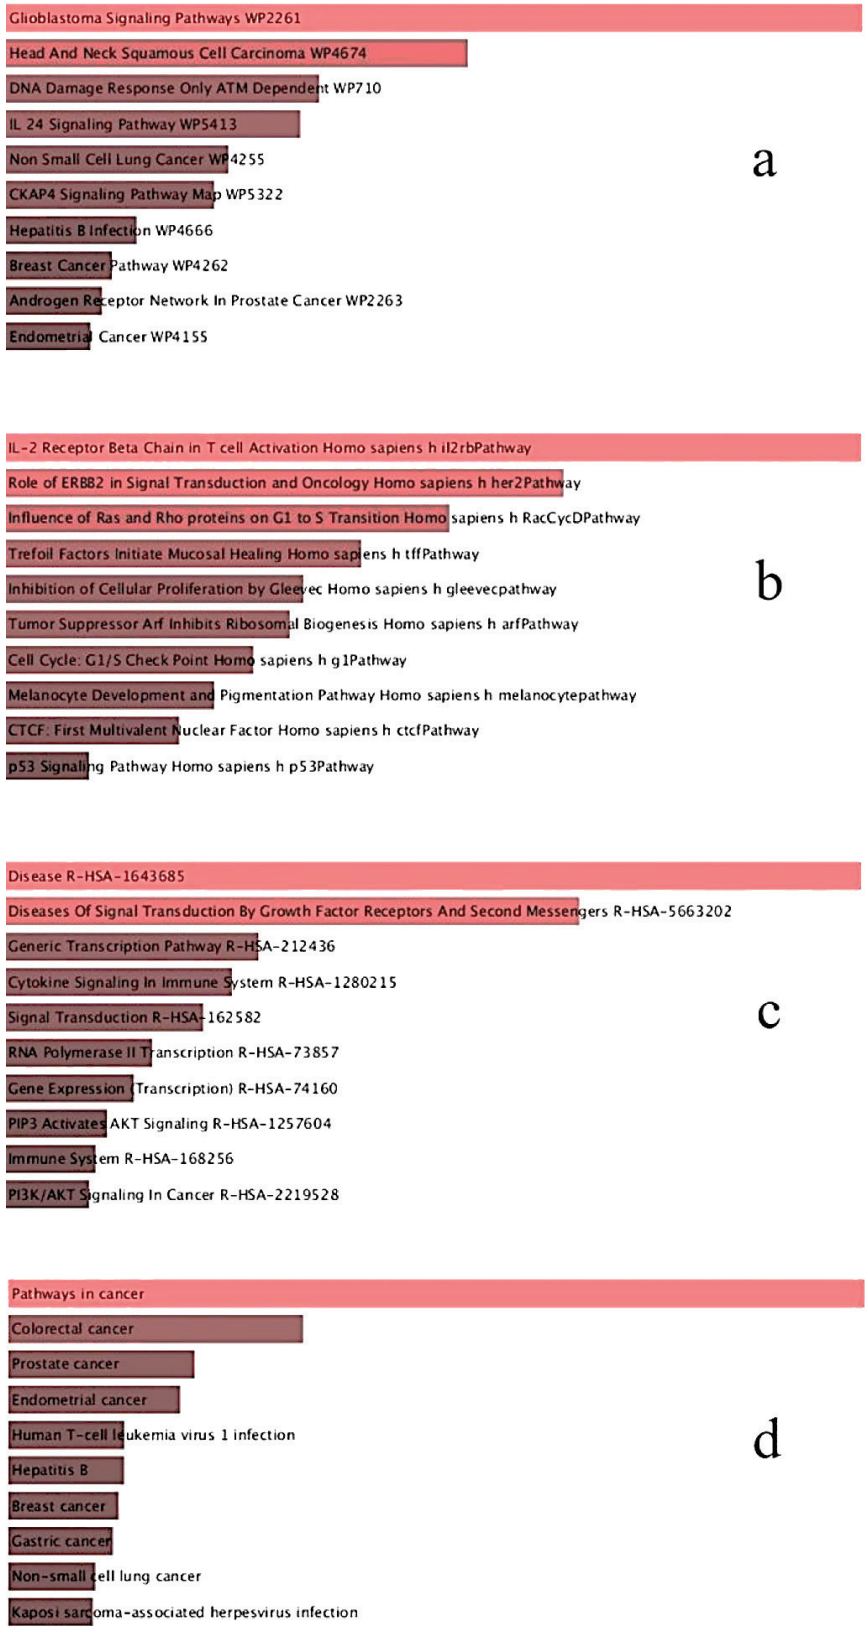 Glioblastoma Signaling Pathways WP2261
Head And Neck Squamous Cell Carcinoma WP4674
DNA Damage Response Only ATM Dependent WP710
IL 24 Signaling Pathway WP5413
Non Small Cell Lung Cancer WP4255
a
CKAP4 Signaling Pathway Map WP5322
Hepatitis B Infection WP4666
Breast Cancer Pathway WP4262
Androgen Receptor Network In Prostate Cancer WP2263
Endometrial Cancer WP4155
IL-2 Receptor Beta Chain in T cell Activation Homo sapiens h il2rbPathway
Role of ERBB2 in Signal Transduction and Oncology Homo sapiens h her2Pathway
Influence of Ras and Rho proteins on G1 to S Transition Homo sapiens h RacCycDPathway
Trefoil Factors Initiate Mucosal Healing Homo sapiens h tffPathway
Inhibition of Cellular Proliferation by Gleevec Homo sapiens h gleevecpathway
b
Tumor Suppressor Arf Inhibits Ribosomal Biogenesis Homo sapiens h arfPathway
Cell Cycle: G1/S Check Point Homo sapiens h g1Pathway
Melanocyte Development and Pigmentation Pathway Homo sapiens h melanocytepathway
CTCF: First Multivalent Nuclear Factor Homo sapiens h ctcfPathway
p53 Signaling Pathway Homo sapiens h p53Pathway
Disease R-HSA-1643685
Diseases Of Signal Transduction By Growth Factor Receptors And Second Messengers R-HSA-5663202
Generic Transcription Pathway R-HSA-212436
Cytokine Signaling In Immune System R-HSA-1280215
Signal Transduction R-HSA-162582
c
RNA Polymerase II Transcription R-HSA-73857
Gene Expression (Transcription) R-HSA-74160
PIP3 Activates AKT Signaling R-HSA-1257604
Immune System R-HSA-168256
PI3K/AKT Signaling In Cancer R-HSA-2219528
Pathways in cancer
Colorectal cancer
Prostate cancer
Endometrial cancer
Human T-cell leukemia virus 1 infection
d
Hepatitis B
Breast cancer
Gastric cancer
Non-small cell lung cancer
Kaposi sarcoma-associated herpesvirus infection